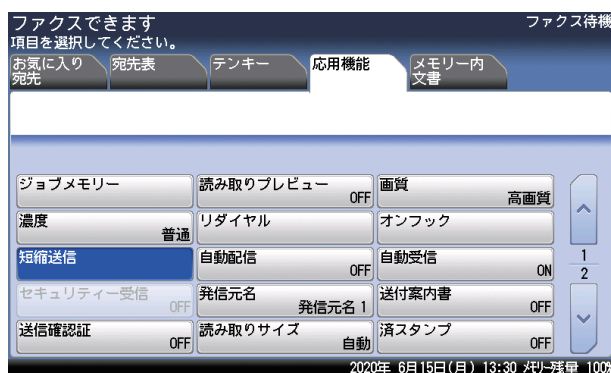 ファクスできます
ファクス待機
項目を選択してください。
お気に入り
宛先
宛先表
テンキー
応用機能
メモリー内
文書
ジョブメモリー
読み取りプレビュー
OFF
画質
高画質
濃度
普通
リダイヤル
オンフック
短縮送信
自動配信
OFF
自動受信
ON
1
2
セキュリティー受信
OFF
発信元名
発信元名 1
送付案内書
OFF
送信確認証
OFF
読み取りサイズ
自動
済スタンプ
OFF
2020年 6月15日(月) 13:30 メモリー残量 100%